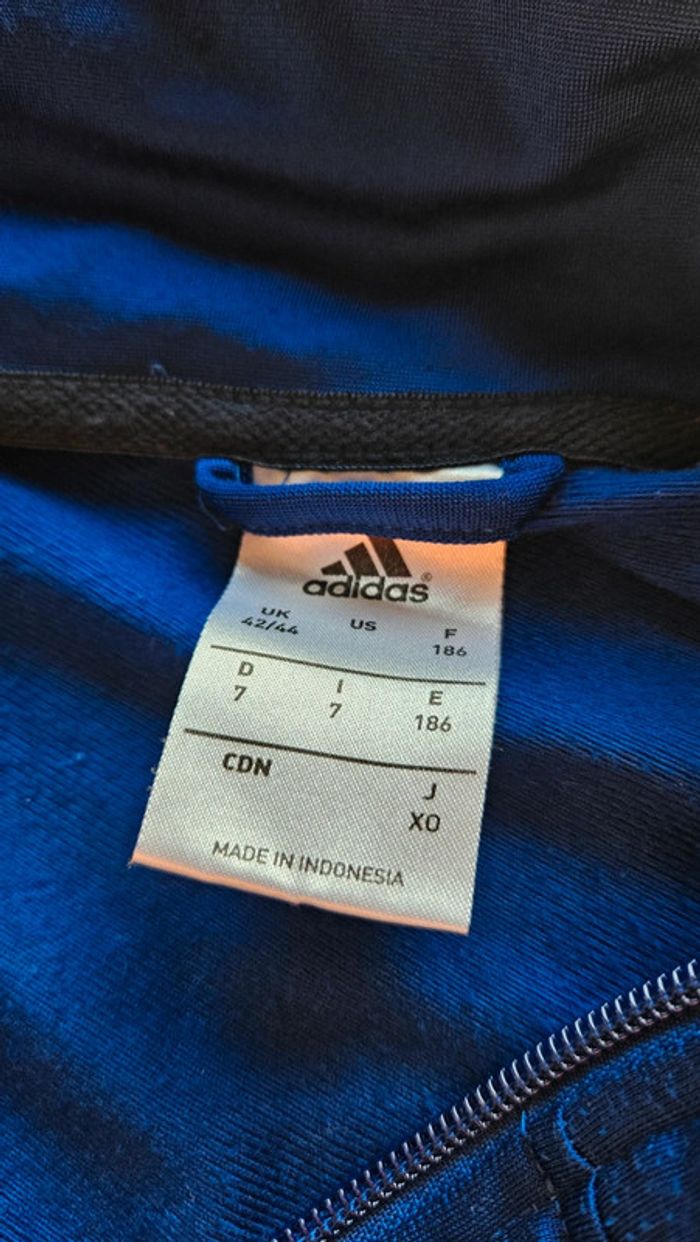 adidas®
UK US F
42/44 186
D I E
7 7 186
CDN J
XO
MADE IN INDONESIA